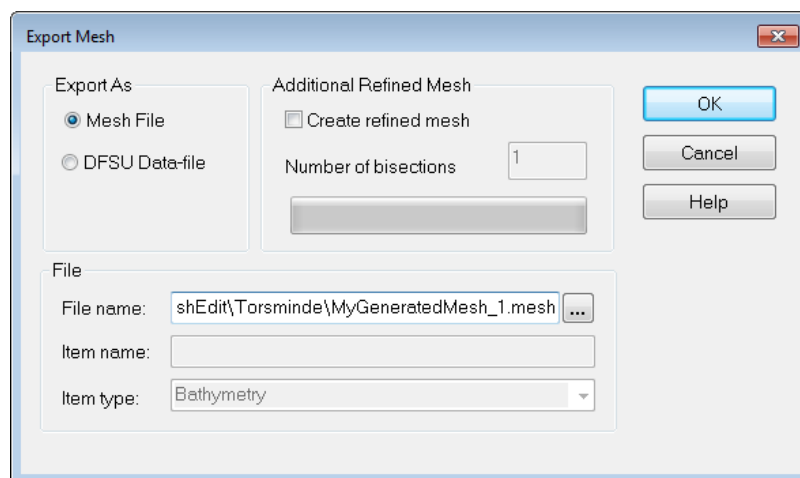 Export Mesh
Export As
Mesh File
DFSU Data-file
Additional Refined Mesh
Create refined mesh
Number of bisections 1
OK
Cancel
Help
File
File name: shEdit\Torsminde\MyGeneratedMesh_1.mesh ...
Item name:
Item type: Bathymetry